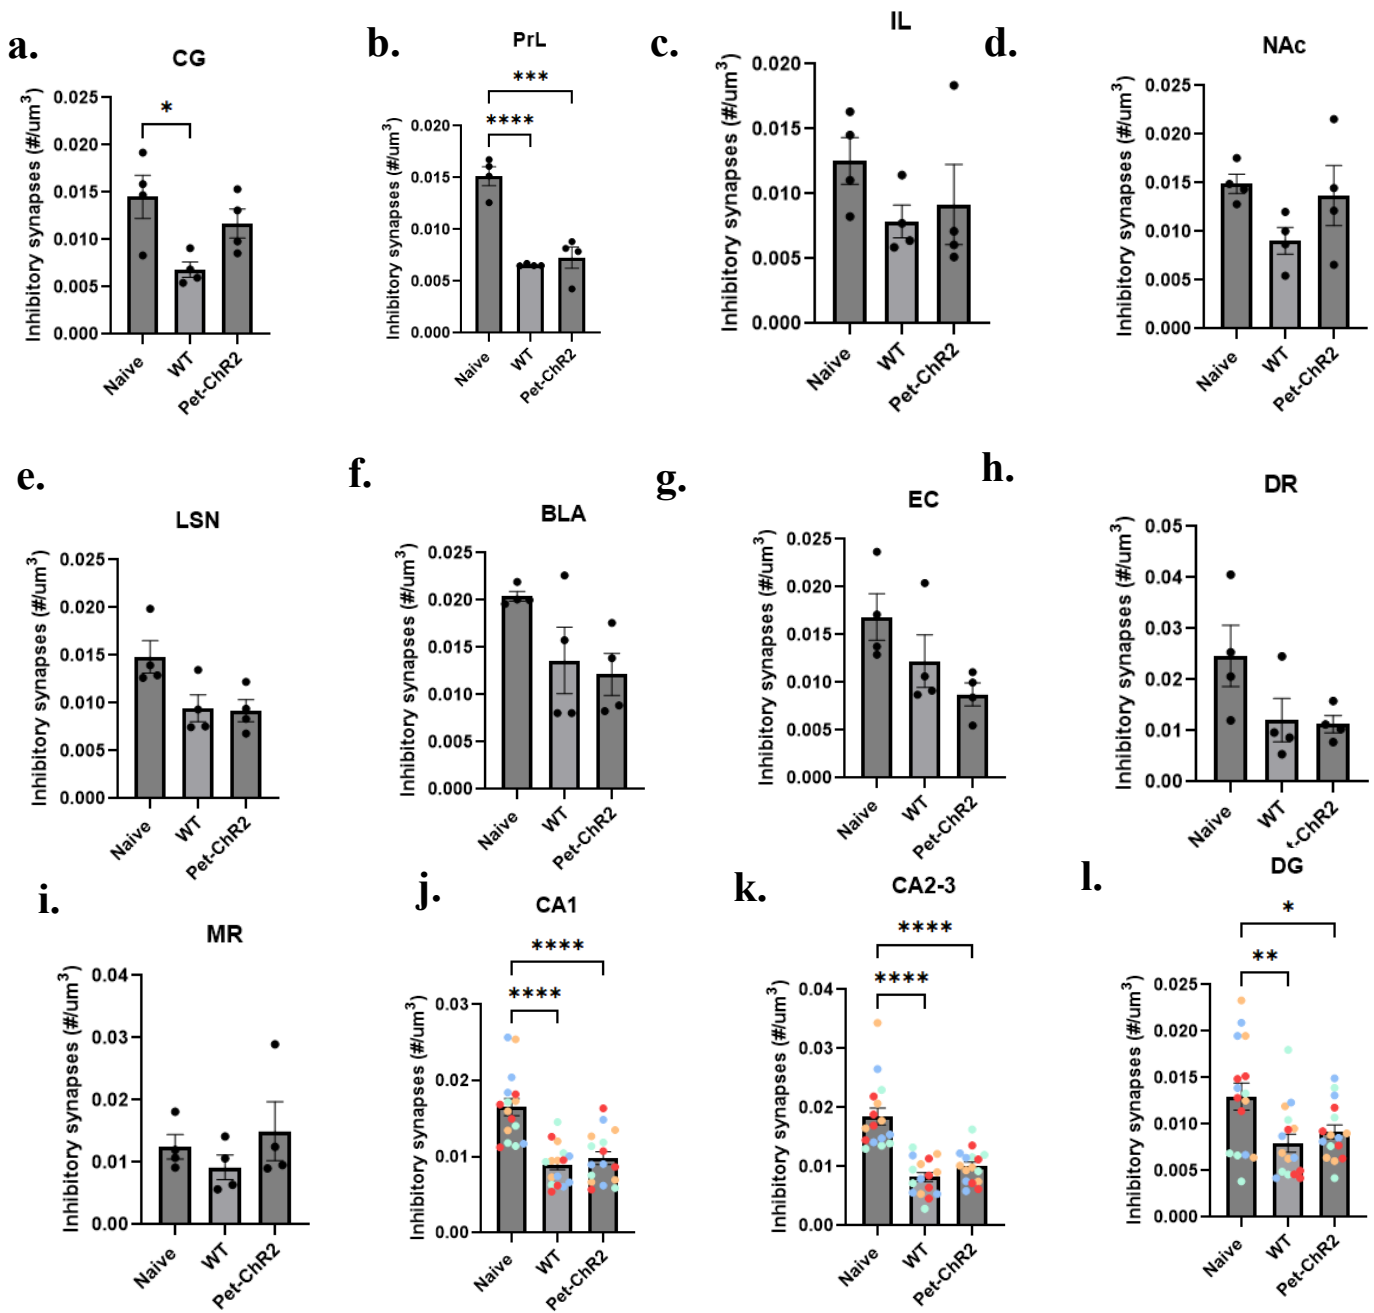 a.
CG
*
Inhibitory synapses (#/um³)
0.025
0.020
0.015
0.010
0.005
0.000
Naive
WT
Pet-ChR2
b.
PrL
***
****
Inhibitory synapses (#/um³)
0.020
0.015
0.010
0.005
0.000
Naive
WT
Pet-ChR2
c.
IL
Inhibitory synapses (#/um³)
0.020
0.015
0.010
0.005
0.000
Naive
WT
Pet-ChR2
d.
NAc
Inhibitory synapses (#/um³)
0.025
0.020
0.015
0.010
0.005
0.000
Naive
WT
Pet-ChR2
e.
LSN
Inhibitory synapses (#/um³)
0.025
0.020
0.015
0.010
0.005
0.000
Naive
WT
Pet-ChR2
f.
BLA
Inhibitory synapses (#/um³)
0.025
0.020
0.015
0.010
0.005
0.000
Naive
WT
Pet-ChR2
g.
EC
Inhibitory synapses (#/um³)
0.025
0.020
0.015
0.010
0.005
0.000
Naive
WT
Pet-ChR2
h.
DR
Inhibitory synapses (#/um³)
0.05
0.04
0.03
0.02
0.01
0.00
Naive
WT
t-ChR2
i.
MR
Inhibitory synapses (#/um³)
0.04
0.03
0.02
0.01
0.00
Naive
WT
Pet-ChR2
j.
CA1
****
****
Inhibitory synapses (#/um³)
0.03
0.02
0.01
0.00
Naive
WT
Pet-ChR2
k.
CA2-3
****
****
Inhibitory synapses (#/um³)
0.04
0.03
0.02
0.01
0.00
Naive
WT
Pet-ChR2
l.
DG
*
**
Inhibitory synapses (#/um³)
0.025
0.020
0.015
0.010
0.005
0.000
Naive
WT
Pet-ChR2